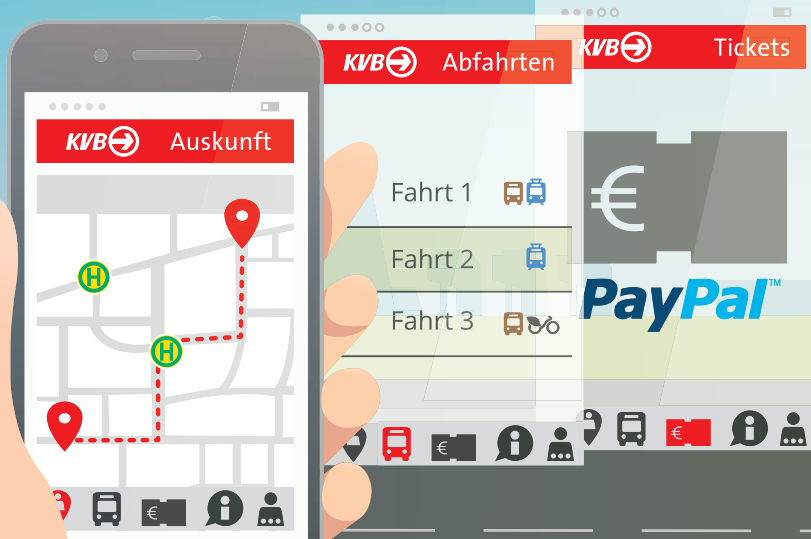 KVB Auskunft
H
H
€
KVB Abfahrten
Fahrt 1
Fahrt 2
Fahrt 3
€
KVB Tickets
€
PayPal™
€